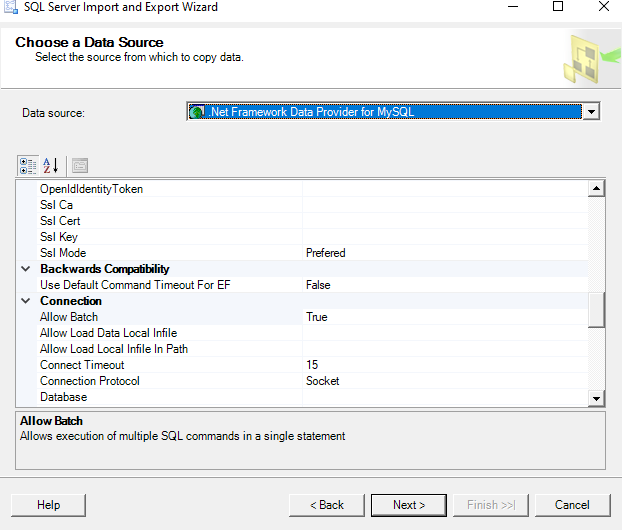 SQL Server Import and Export Wizard
Choose a Data Source
Select the source from which to copy data.
Data source:
.Net Framework Data Provider for MySQL
OpenIdIdentityToken
Ssl Ca
Ssl Cert
Ssl Key
Ssl Mode Prefered
Backwards Compatibility
Use Default Command Timeout For EF False
Connection
Allow Batch True
Allow Load Data Local Infile
Allow Load Local Infile In Path
Connect Timeout 15
Connection Protocol Socket
Database
Allow Batch
Allows execution of multiple SQL commands in a single statement
Help < Back Next > Finish >>| Cancel